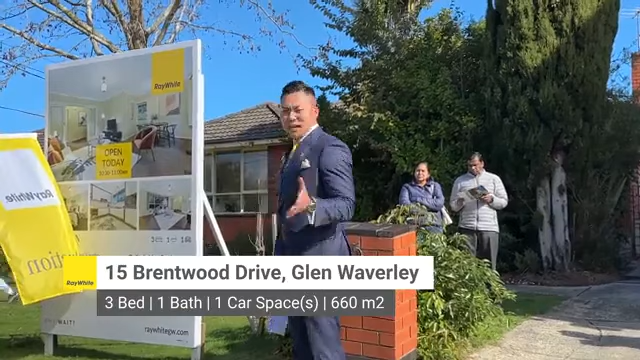 RayWhite
OPEN
TODAY
RayWhite
RayWhite
15 Brentwood Drive, Glen Waverley
3 Bed | 1 Bath | 1 Car Space(s) | 660 m2
raywhitegw.com